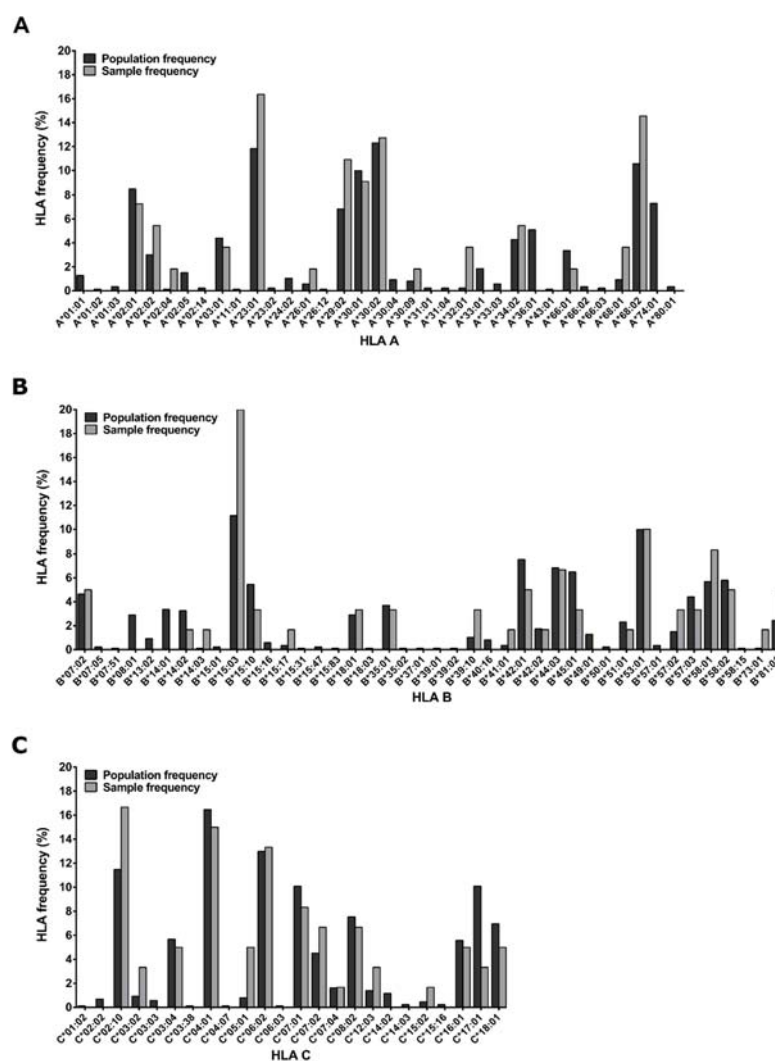 A
Population frequency
Sample frequency
HLA frequency (%)
20
18
16
14
12
10
8
6
4
2
0
A*01:01
A*01:02
A*01:03
A*02:01
A*02:02
A*02:04
A*02:05
A*02:14
A*03:01
A*11:01
A*23:01
A*23:02
A*24:02
A*26:01
A*26:12
A*29:02
A*30:01
A*30:02
A*30:04
A*30:09
A*31:01
A*31:04
A*32:01
A*33:01
A*33:03
A*34:02
A*36:01
A*43:01
A*66:01
A*66:02
A*66:03
A*68:01
A*68:02
A*74:01
A*80:01
HLA A
B
Population frequency
Sample frequency
HLA frequency (%)
20
18
16
14
12
10
8
6
4
2
0
B*07:02
B*07:05
B*07:51
B*08:01
B*13:02
B*14:01
B*14:02
B*14:03
B*15:01
B*15:03
B*15:10
B*15:16
B*15:17
B*15:31
B*15:47
B*15:83
B*18:01
B*18:03
B*35:01
B*35:02
B*37:01
B*39:01
B*39:02
B*39:10
B*40:16
B*41:01
B*42:01
B*42:02
B*44:03
B*45:01
B*49:01
B*50:01
B*51:01
B*53:01
B*57:01
B*57:02
B*57:03
B*58:01
B*58:02
B*58:15
B*73:01
HLA B
C
Population frequency
Sample frequency
HLA frequency (%)
20
18
16
14
12
10
8
6
4
2
0
C*01:02
C*02:02
C*02:10
C*03:02
C*03:03
C*03:04
C*03:38
C*04:01
C*04:07
C*05:01
C*06:02
C*06:03
C*07:01
C*07:02
C*07:04
C*08:02
C*12:03
C*14:02
C*14:03
C*15:02
C*15:16
C*16:01
C*17:01
C*18:01
HLA C